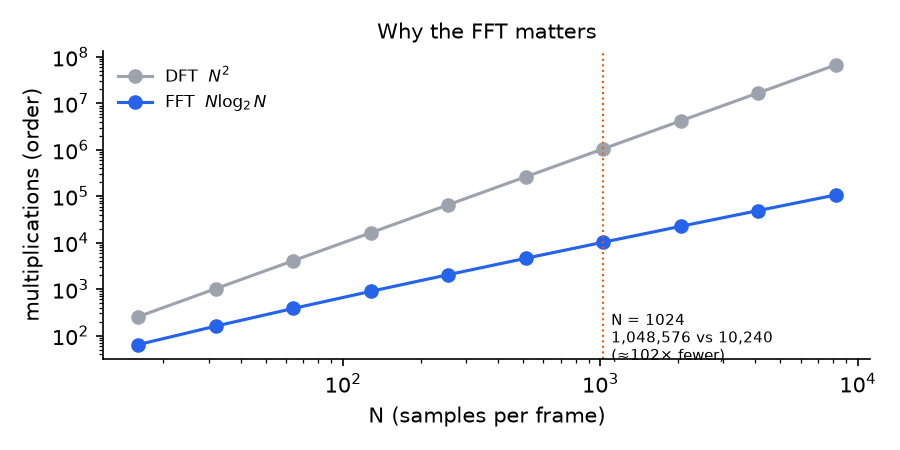 Why the FFT matters
multiplications (order)
10⁸
10⁷
10⁶
10⁵
10⁴
10³
10²
DFT N²
FFT Nlog₂N
N = 1024
1,048,576 vs 10,240
(≈102× fewer)
10² 10³ 10⁴
N (samples per frame)